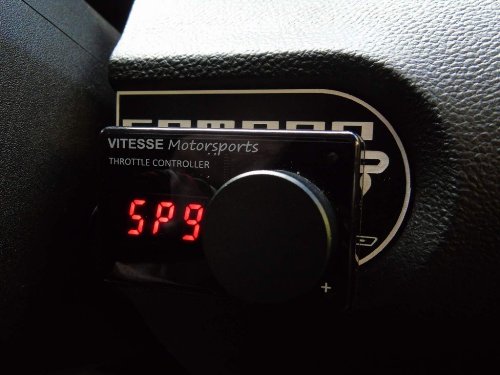 VITESSE Motorsports
THROTTLE CONTROLLER
SP9
+